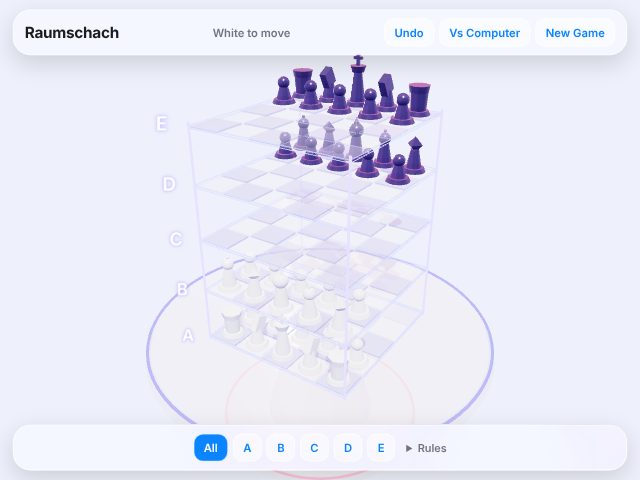 Raumschach
White to move
Undo
Vs Computer
New Game
E
D
C
B
A
All
A
B
C
D
E
▶ Rules